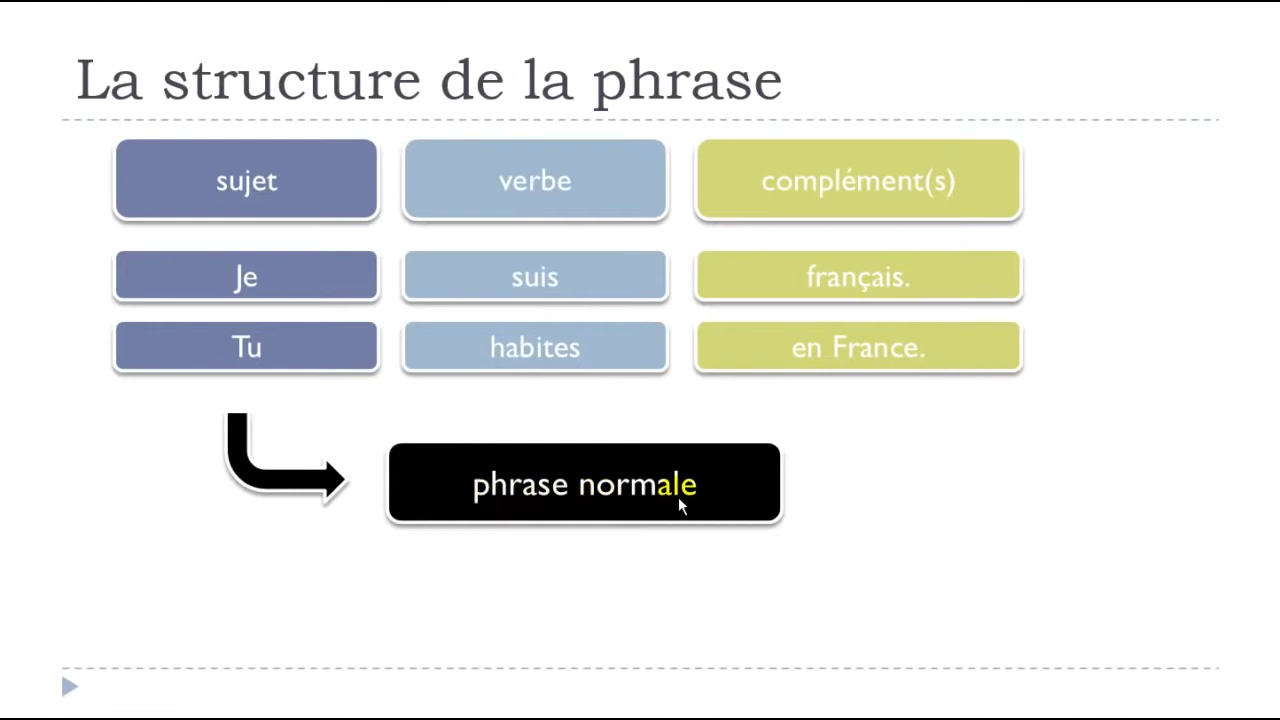 La structure de la phrase
sujet verbe complément(s)
Je suis français.
Tu habites en France.
phrase normale